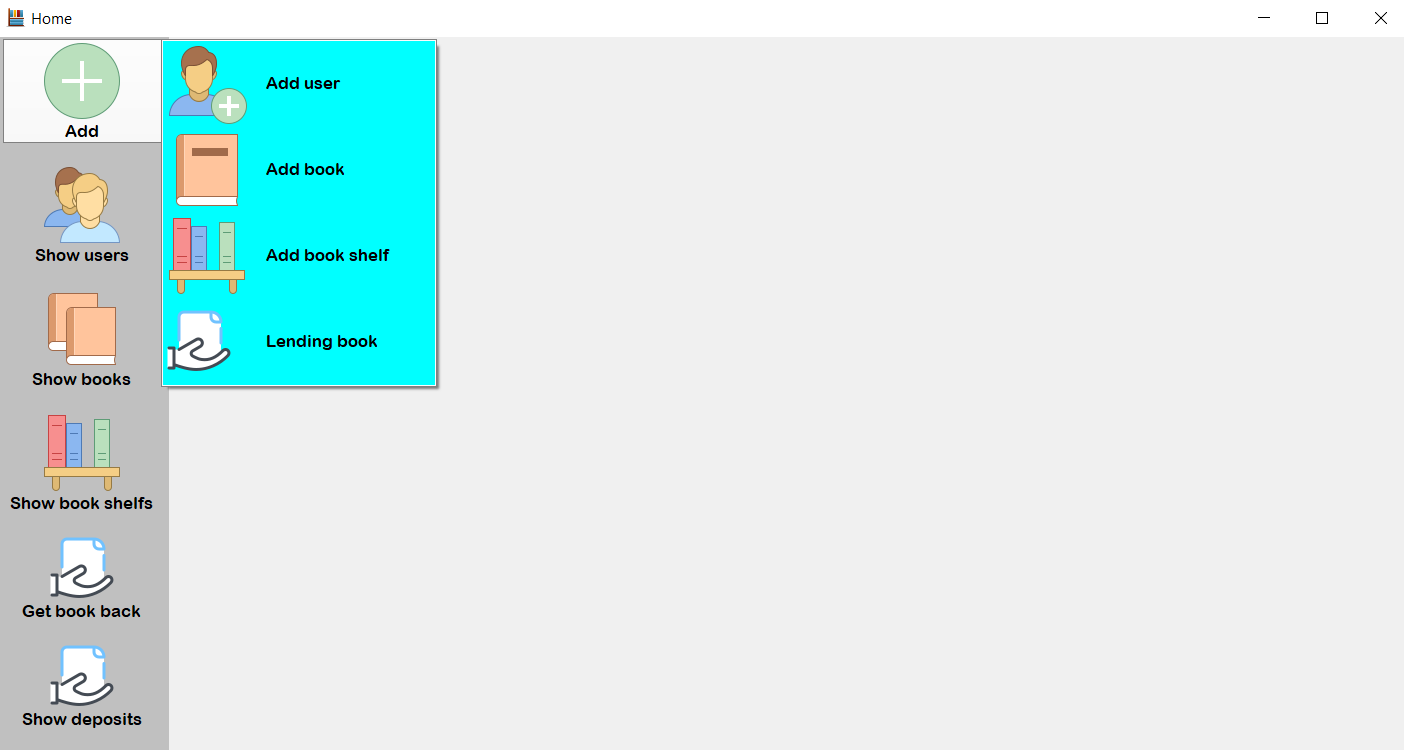 Home
Add
Show users
Show books
Show book shelfs
Get book back
Show deposits
Add user
Add book
Add book shelf
Lending book